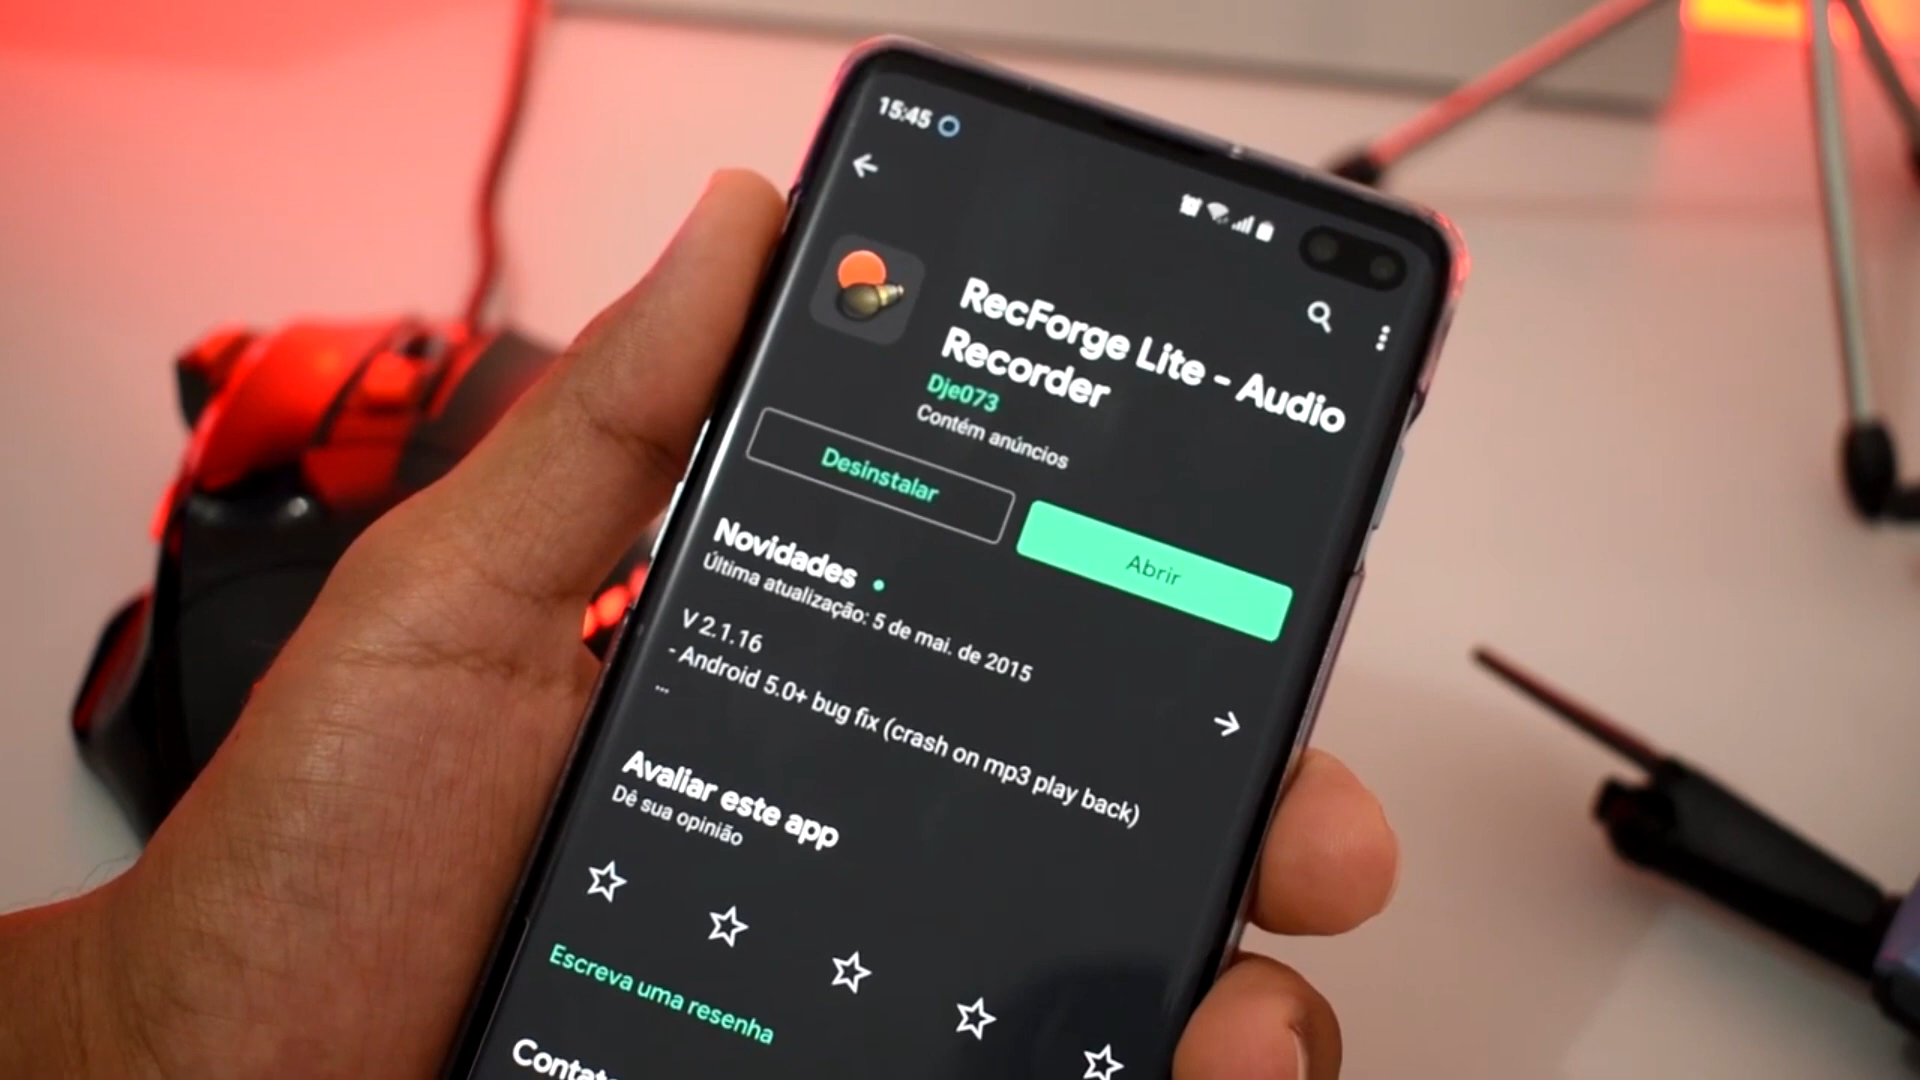 15:45
RecForge Lite - Audio
Recorder
Dje073
Contém anúncios
Desinstalar
Abrir
Novidades
Última atualização: 5 de mai. de 2015
V 2.1.16
- Android 5.0+ bug fix (crash on mp3 play back)
...
Avaliar este app
Dê sua opinião
Escreva uma resenha